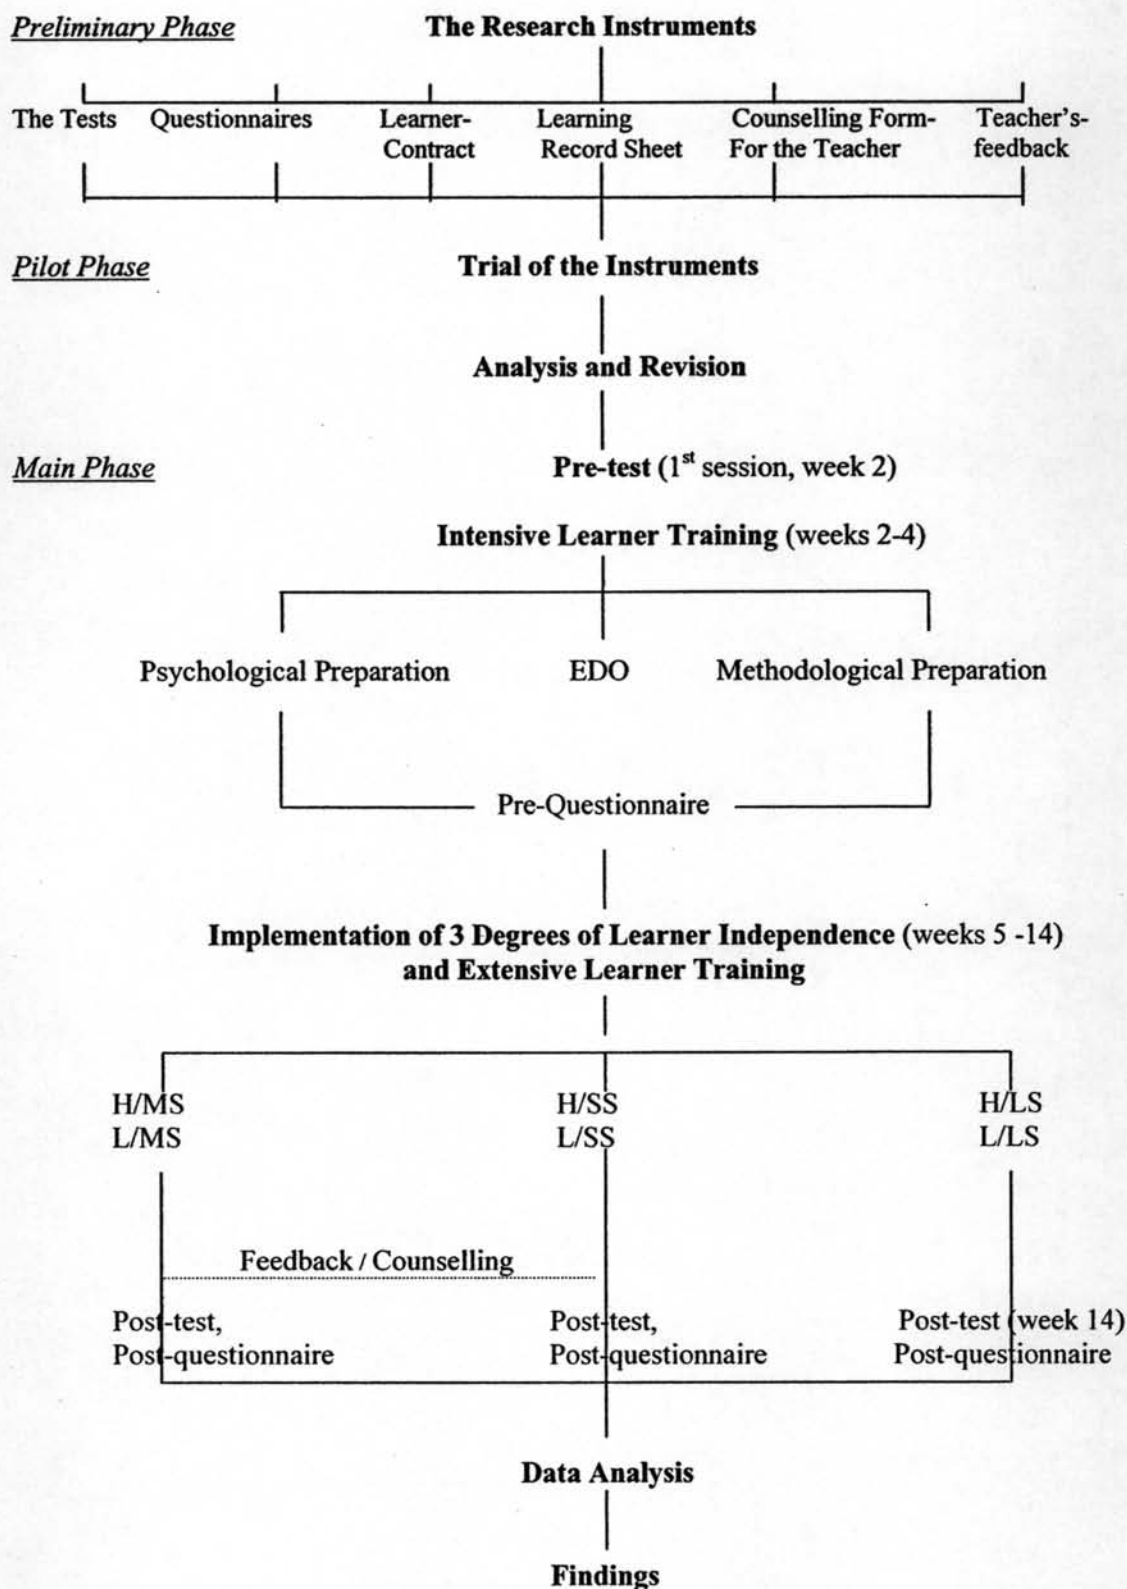 Preliminary Phase The Research Instruments
The Tests Questionnaires Learner- Learning Counselling Form- Teacher's-
Contract Record Sheet For the Teacher feedback
Pilot Phase Trial of the Instruments
Analysis and Revision
Main Phase Pre-test (1st session, week 2)
Intensive Learner Training (weeks 2-4)
Psychological Preparation EDO Methodological Preparation
Pre-Questionnaire
Implementation of 3 Degrees of Learner Independence (weeks 5 -14)
and Extensive Learner Training
H/MS H/SS H/LS
L/MS L/SS L/LS
Feedback / Counselling
Post-test, Post-test, Post-test (week 14)
Post-questionnaire Post-questionnaire Post-questionnaire
Data Analysis
Findings